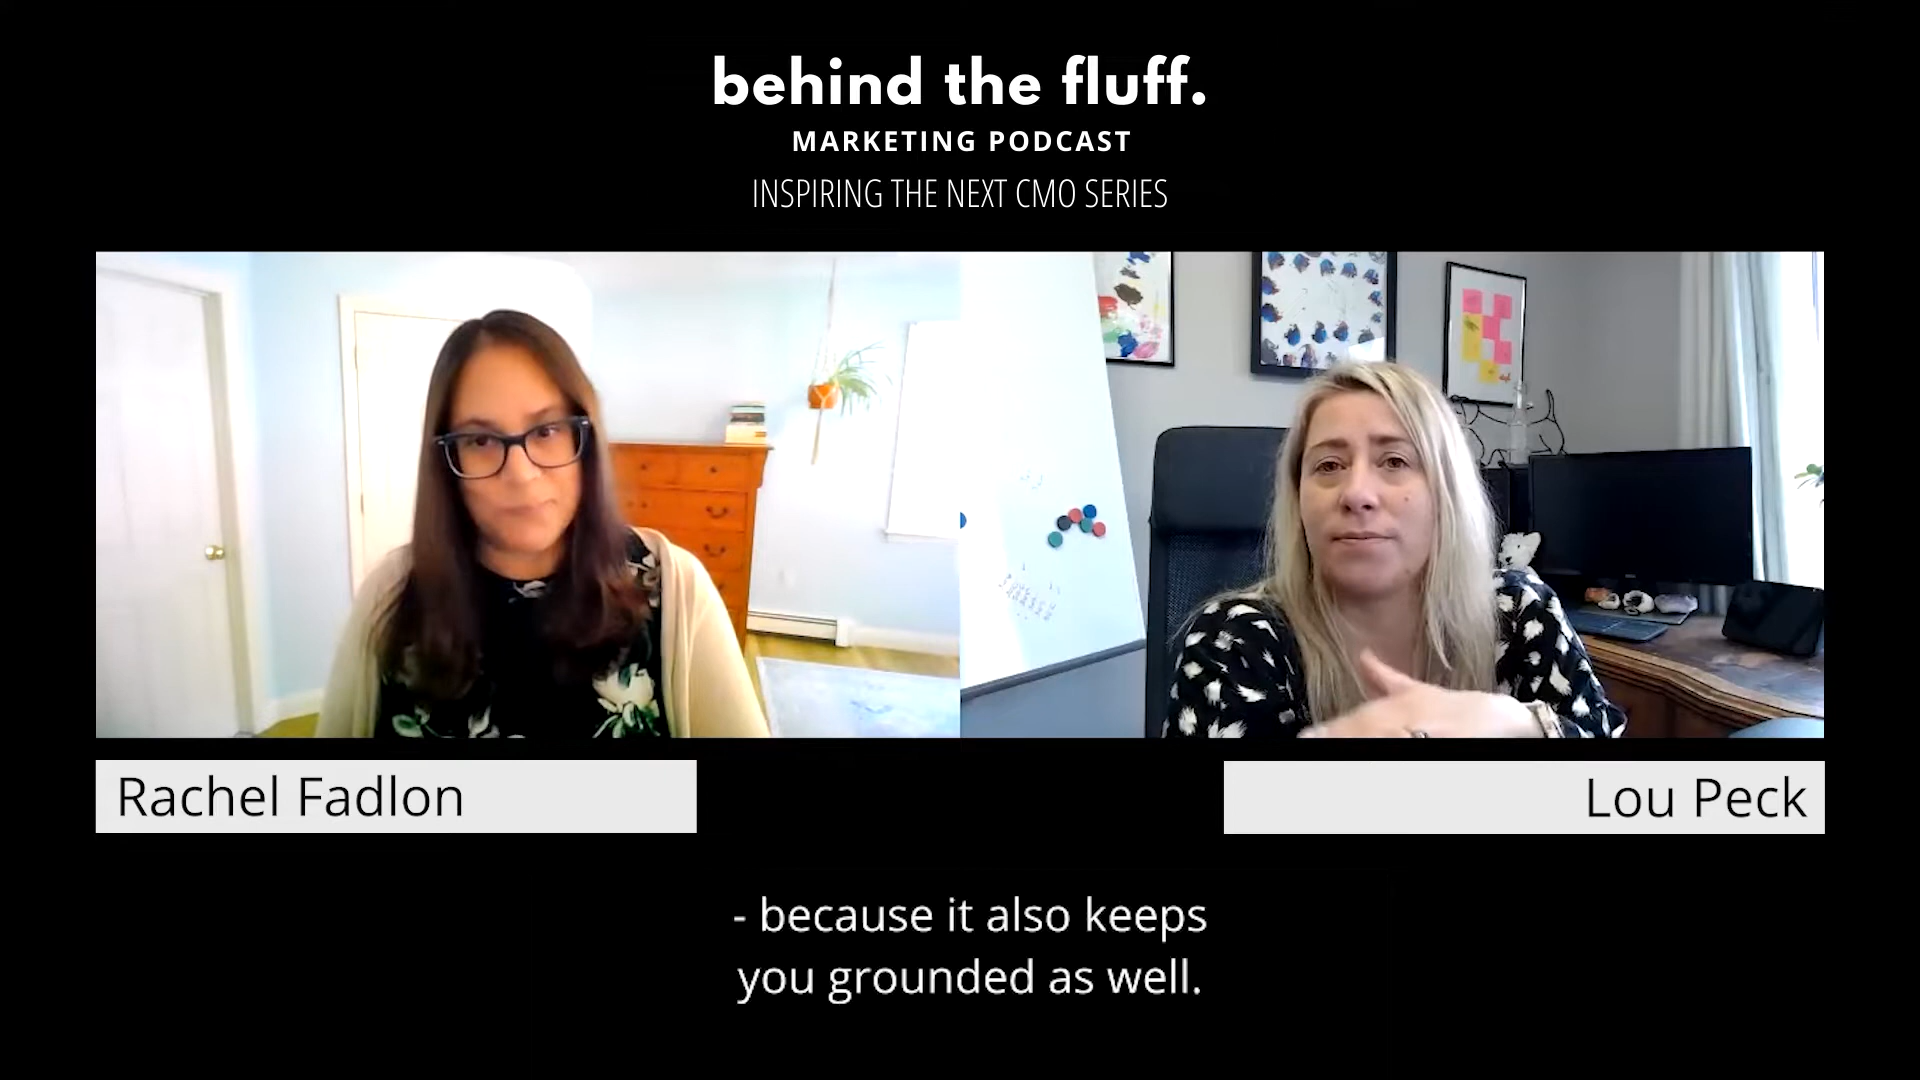 behind the fluff.
MARKETING PODCAST
INSPIRING THE NEXT CMO SERIES
Rachel Fadlon
Lou Peck
- because it also keeps
you grounded as well.